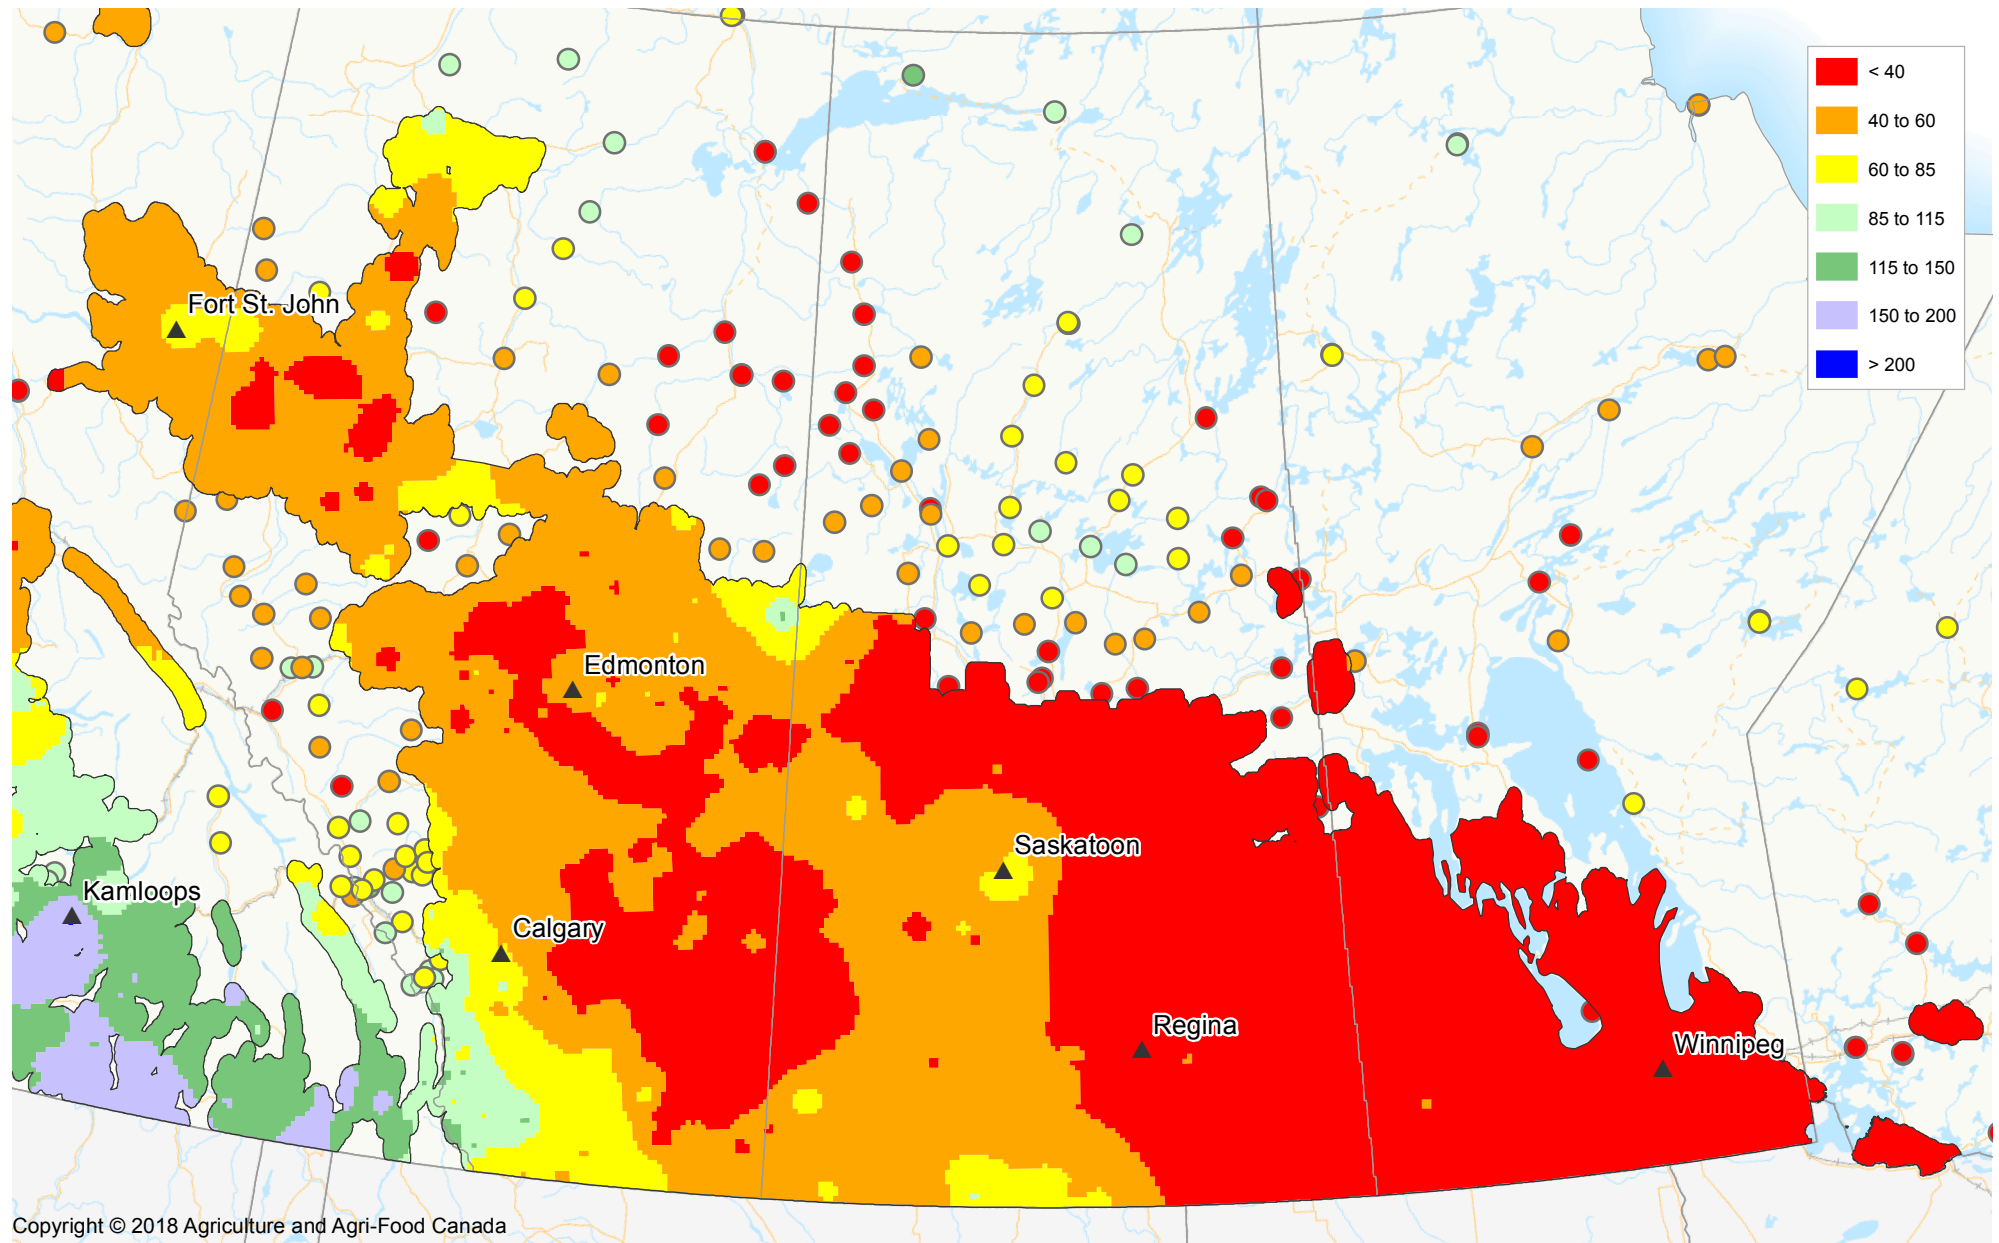 < 40
40 to 60
60 to 85
85 to 115
115 to 150
150 to 200
> 200
Fort St. John
Edmonton
Saskatoon
Kamloops
Calgary
Regina
Winnipeg
Copyright © 2018 Agriculture and Agri-Food Canada